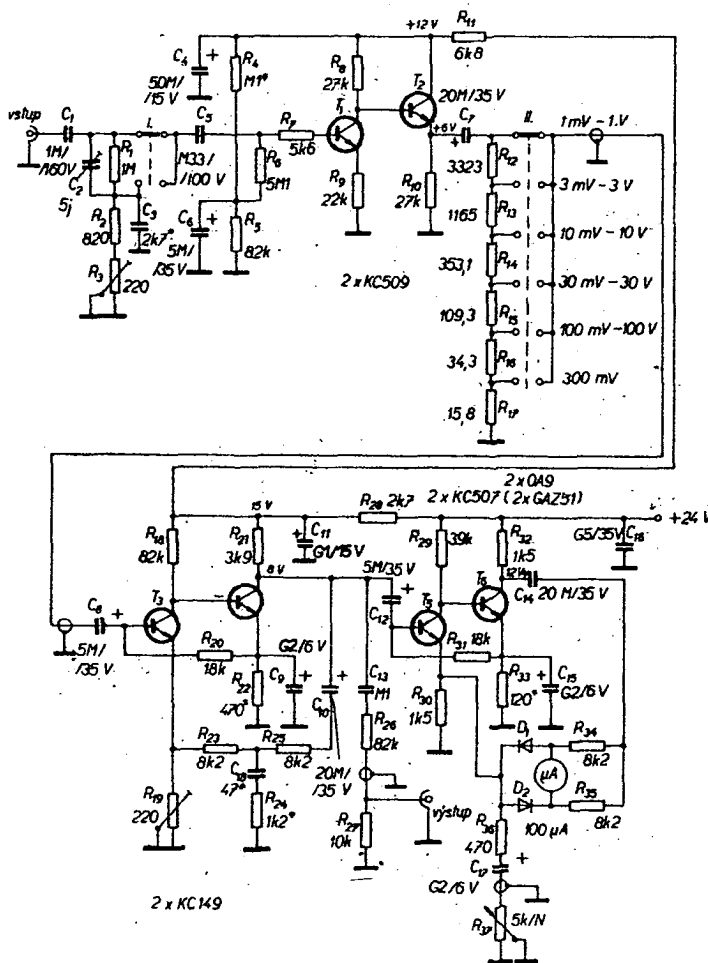 +12 V
R11
6k8
C4
+
50M/
/15 V
R4
M1*
R8
27k
T2
20M/35 V
vstup
C1
1M/
/160V
I.
C5
R7
5k6
T1
C7
+6V
+
II.
1 mV – 1 V
R1
1M
C2
5j
M33/
/100 V
R6
5M1
R12
3323
3 mV – 3 V
R2
820
C3
2k7*
C6
+
5M/
/35 V
R5
82k
R9
22k
R10
27k
R13
1165
10 mV – 10 V
R3
220
2 x KC509
R14
353,1
30 mV – 30 V
R15
109,3
100 mV – 100 V
R16
34,3
300 mV
R17
15,8
2 x OA9
2 x KC507 (2x GAZ51)
15 V
R28 2k7
+24 V
R18
82k
R21
3k9
+
C11
G1/15 V
R29
39k
R32
1k5
G5/35V
C16
8 V
5M/35 V
T3
+
T5
T6
12V
C14
20 M/35 V
C8
+
5M/
/35 V
C12
R20
18k
R31 18k
R22
470*
C9
+
G2/6 V
+
C10
C13
M1
R30
1k5
R33
120*
+
C15
G2/6 V
R23
8k2
R25
8k2
R26
82k
D1
R34
8k2
C18
47*
20M/
/35 V
µA
R19
220
R24
1k2*
D2
100 µA
R35
8k2
R27
10k
výstup
R36
470
C17
+
G2/6 V
2 x KC149
R37
5k/N